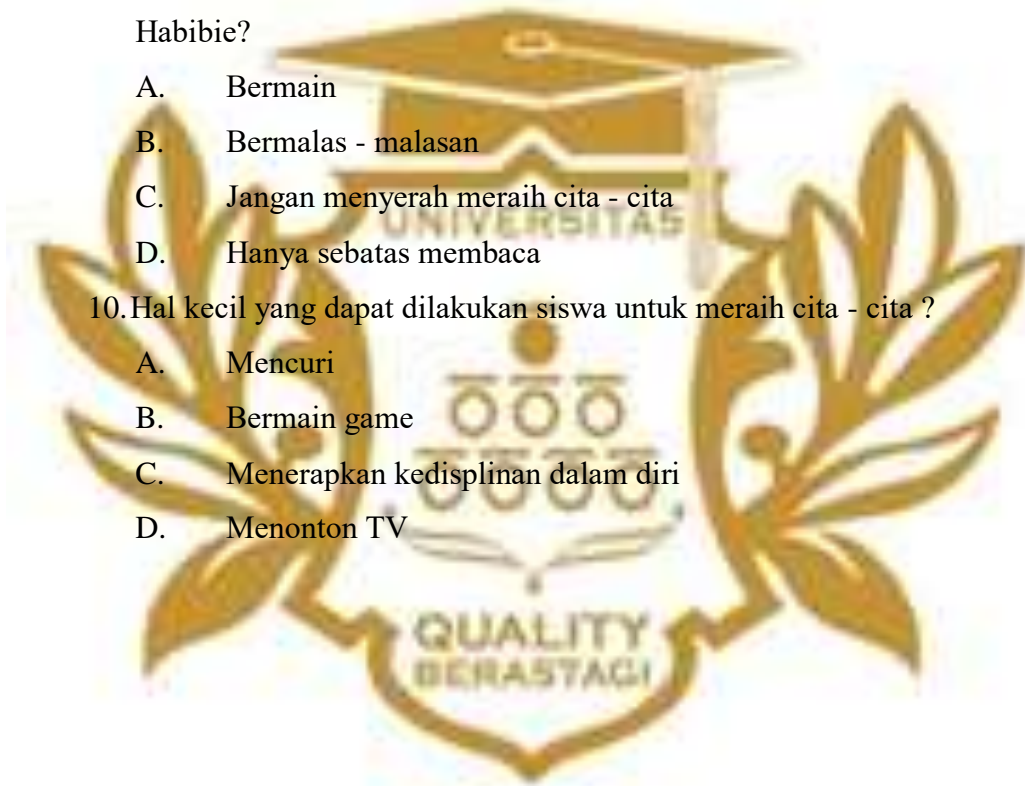 Habibie?
A. Bermain
B. Bermalas - malasan
C. Jangan menyerah meraih cita - cita
UNIVERSITAS
D. Hanya sebatas membaca
10. Hal kecil yang dapat dilakukan siswa untuk meraih cita - cita ?
A. Mencuri
B. Bermain game
C. Menerapkan kedisplinan dalam diri
D. Menonton TV
QUALITY
BERASTAGI